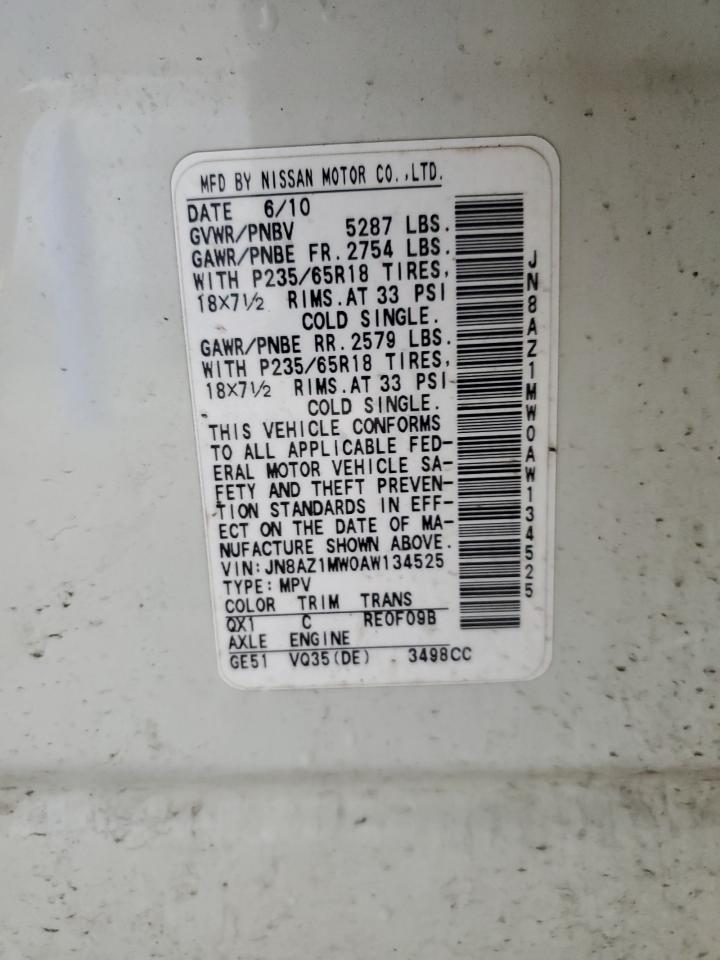 MFD BY NISSAN MOTOR CO.,LTD.
DATE 6/10
GVWR/PNBV 5287 LBS.
GAWR/PNBE FR. 2754 LBS.
WITH P235/65R18 TIRES,
18X7 1/2 RIMS. AT 33 PSI
COLD SINGLE.
GAWR/PNBE RR. 2579 LBS.
WITH P235/65R18 TIRES,
18X7 1/2 RIMS. AT 33 PSI
COLD SINGLE.
THIS VEHICLE CONFORMS
TO ALL APPLICABLE FED-
ERAL MOTOR VEHICLE SA-
FETY AND THEFT PREVEN-
TION STANDARDS IN EFF-
ECT ON THE DATE OF MA-
NUFACTURE SHOWN ABOVE.
VIN: JN8AZ1MW0AW134525
TYPE: MPV
COLOR TRIM TRANS
QX1 C RE0F09B
AXLE ENGINE
GE51 VQ35(DE) 3498CC
JN8AZ1MW0AW134525